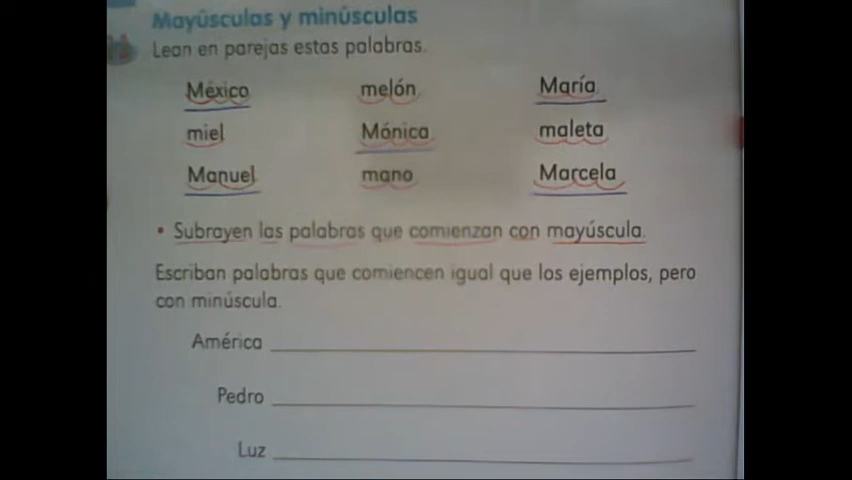 Mayúsculas y minúsculas
Lean en parejas estas palabras.
México melón María
miel Mónica maleta
Manuel mano Marcela
• Subrayen las palabras que comienzan con mayúscula.
Escriban palabras que comiencen igual que los ejemplos, pero
con minúscula.
América
Pedro
Luz